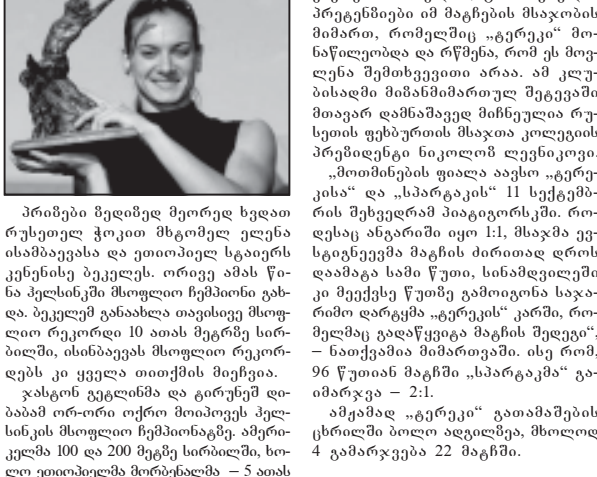 პრიზები ზედიზედ მეორედ ხვდათ
რუსეთელ ჭოკით მხტომელ ელენა
ისამბაევასა და ეთიოპიელ სტაიერს
კენენისე ბეკელეს. ორივე ამას წი-
ნა ჰელსინკში მსოფლიო ჩემპიონი გახ-
და. ბეკელემ განაახლა თავისივე მსოფ-
ლიო რეკორდი 10 ათას მეტრზე სირ-
ბილში, ისინბაევას მსოფლიო რეკორ-
დებს კი ყველა თითქმის მიეჩვია.
ჯასტონ გეტლინმა და ტირუნეშ დი-
ბაბამ ორ-ორი ოქრო მოიპოვეს ჰელ-
სინკის მსოფლიო ჩემპიონატზე. ამერი-
კელმა 100 და 200 მეტზე სირბილში, ხო-
ლო ეთიოპიელმა მორბენალმა – 5 ათას
პრეტენზიები იმ მატჩების მსაჯობის
მიმართ, რომელშიც „ტერეკი“ მო-
ნაწილეობდა და რწმენა, რომ ეს მოვ-
ლენა შემთხვევითი არაა. ამ კლუ-
ბისადმი მიზანმიმართულ შეტევაში
მთავარ დამნაშავედ მიჩნეულია რუ-
სეთის ფეხბურთის მსაჯთა კოლეგიის
პრეზიდენტი ნიკოლოზ ლევნიკოვი.
„მოთმინების ფიალა აავსო „ტერე-
კისა“ და „სპარტაკის“ 11 სექტემბ-
რის შეხვედრამ პიატიგორსკში. რო-
დესაც ანგარიში იყო 1:1, მსაჯმა ევ-
სტიგნეევმა მატჩის ძირითად დროს
დაამატა სამი წუთი, სინამდვილეში
კი მეექვსე წუთზე გამოიგონა საჯა-
რიმო დარტყმა „ტერეკის“ კარში, რო-
მელმაც გადაწყვიტა მატჩის შედეგი“,
– ნათქვამია მიმართვაში. ისე რომ,
96 წუთიან მატჩში „სპარტაკმა“ გა-
იმარჯვა – 2:1.
ამჟამად „ტერეკი“ გათამაშების
ცხრილში ბოლო ადგილზეა, მხოლოდ
4 გამარჯვება 22 მატჩში.